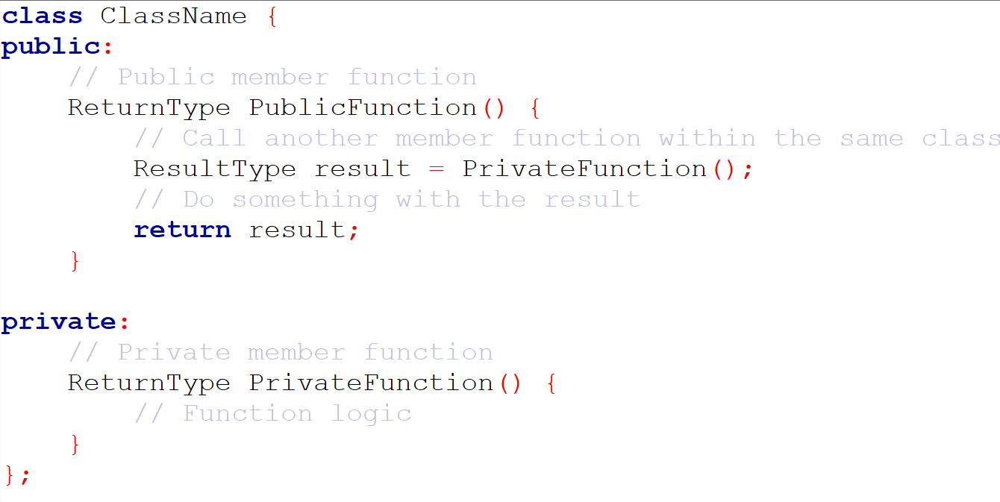 class ClassName {
public:
    // Public member function
    ReturnType PublicFunction() {
        // Call another member function within the same class
        ResultType result = PrivateFunction();
        // Do something with the result
        return result;
    }

private:
    // Private member function
    ReturnType PrivateFunction() {
        // Function logic
    }
};